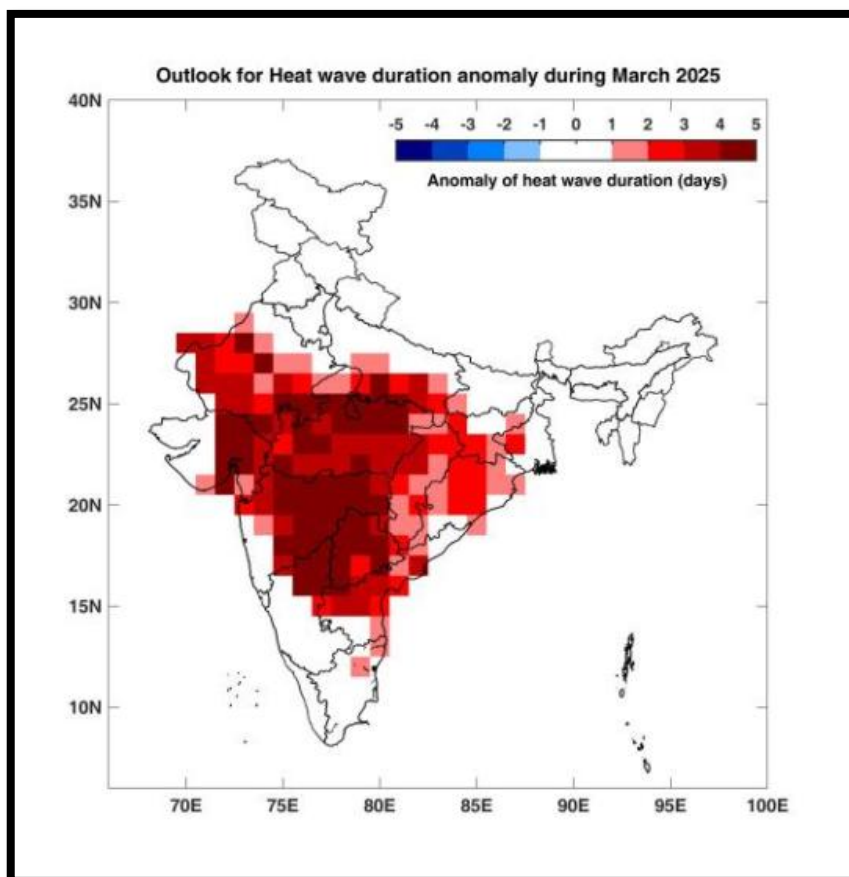 Outlook for Heat wave duration anomaly during March 2025
40N
-5 -4 -3 -2 -1 0 1 2 3 4 5
Anomaly of heat wave duration (days)
35N
30N
25N
20N
15N
10N
70E 75E 80E 85E 90E 95E 100E